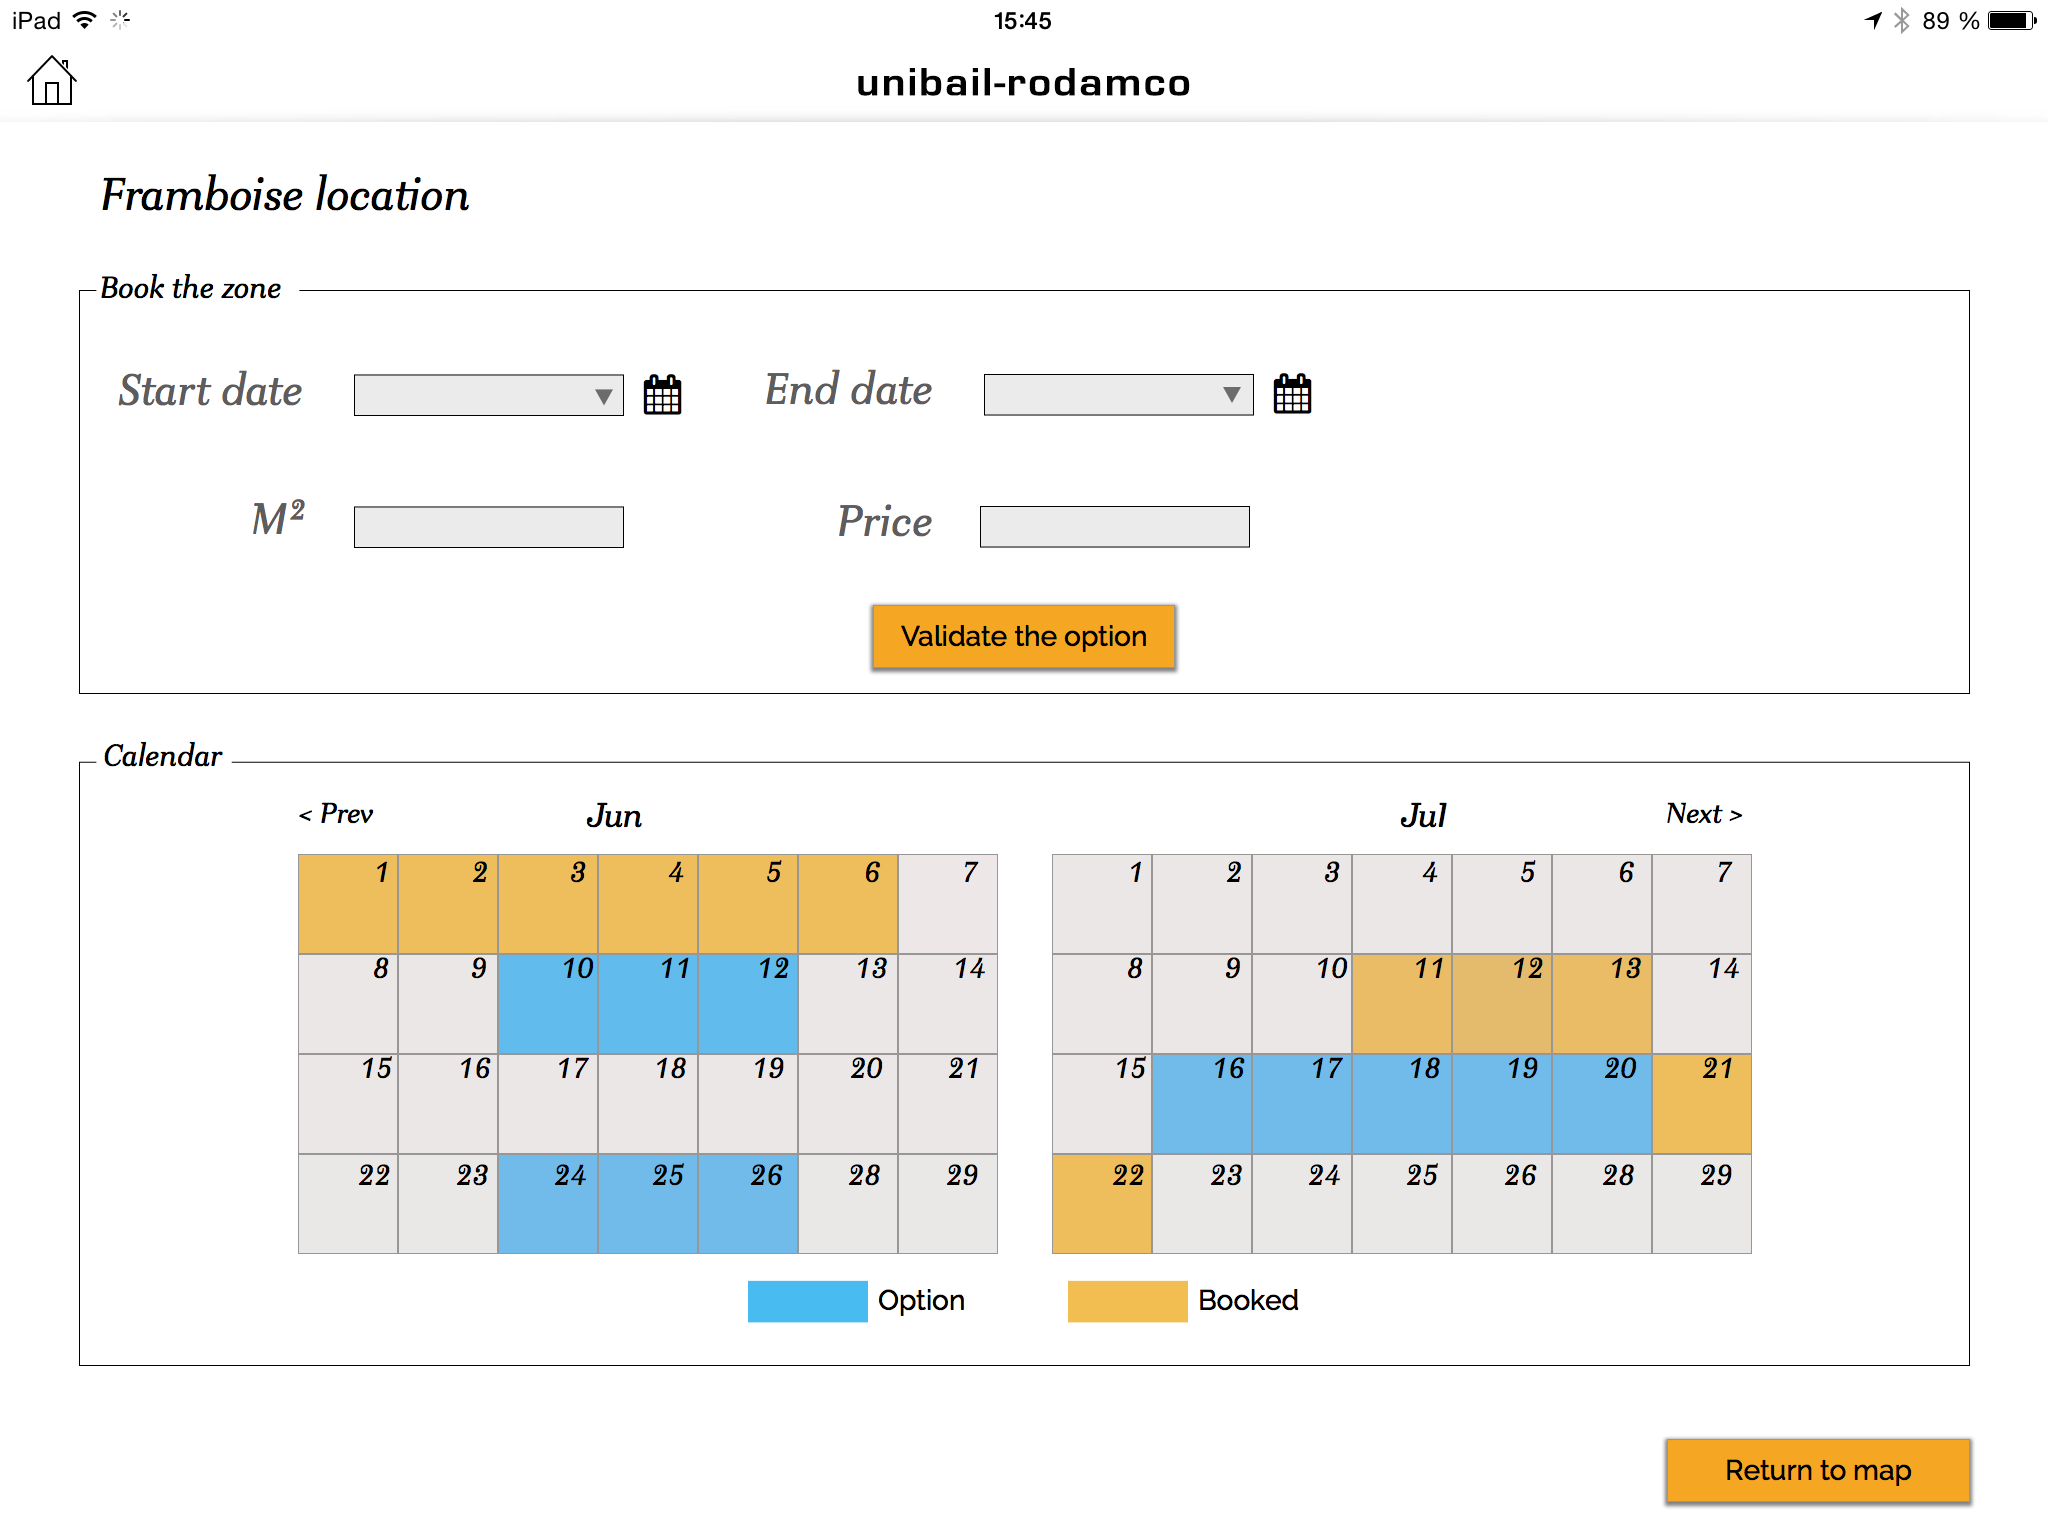 iPad 15:45 89 %
unibail-rodamco
Framboise location
Book the zone
Start date End date
M² Price
Validate the option
Calendar
< Prev Jun Jul Next >
1 2 3 4 5 6 7 1 2 3 4 5 6 7
8 9 10 11 12 13 14 8 9 10 11 12 13 14
15 16 17 18 19 20 21 15 16 17 18 19 20 21
22 23 24 25 26 28 29 22 23 24 25 26 28 29
Option Booked
Return to map